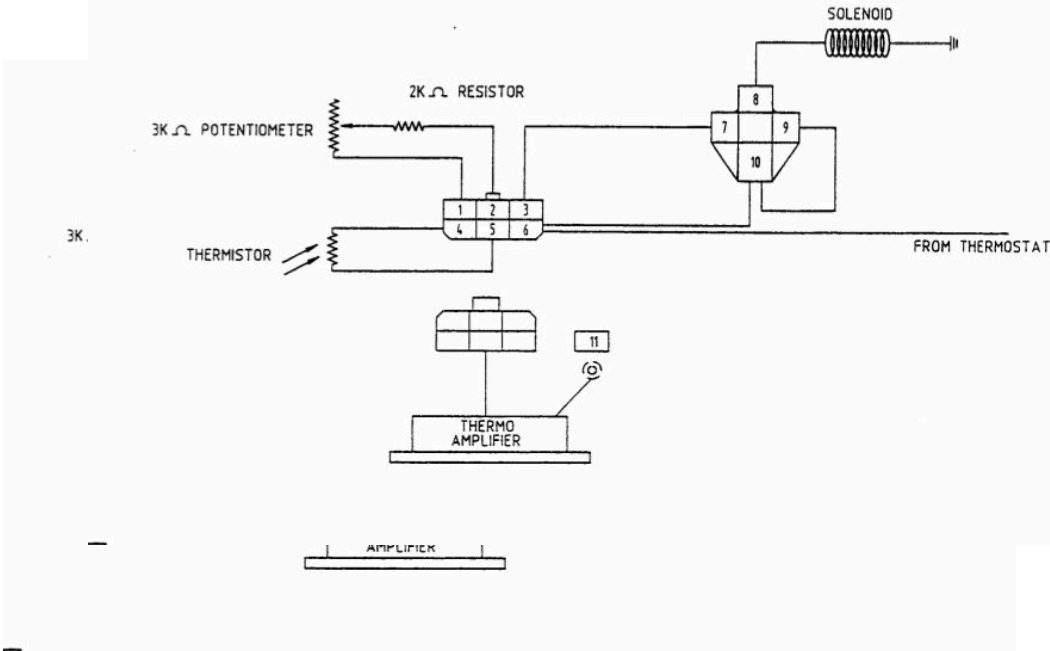 SOLENOID
2K Ω RESISTOR
3K Ω POTENTIOMETER
8
7
9
10
1 2 3
4 5 6
3K.
THERMISTOR
FROM THERMOSTAT
11
THERMO
AMPLIFIER
AMPLIFIER